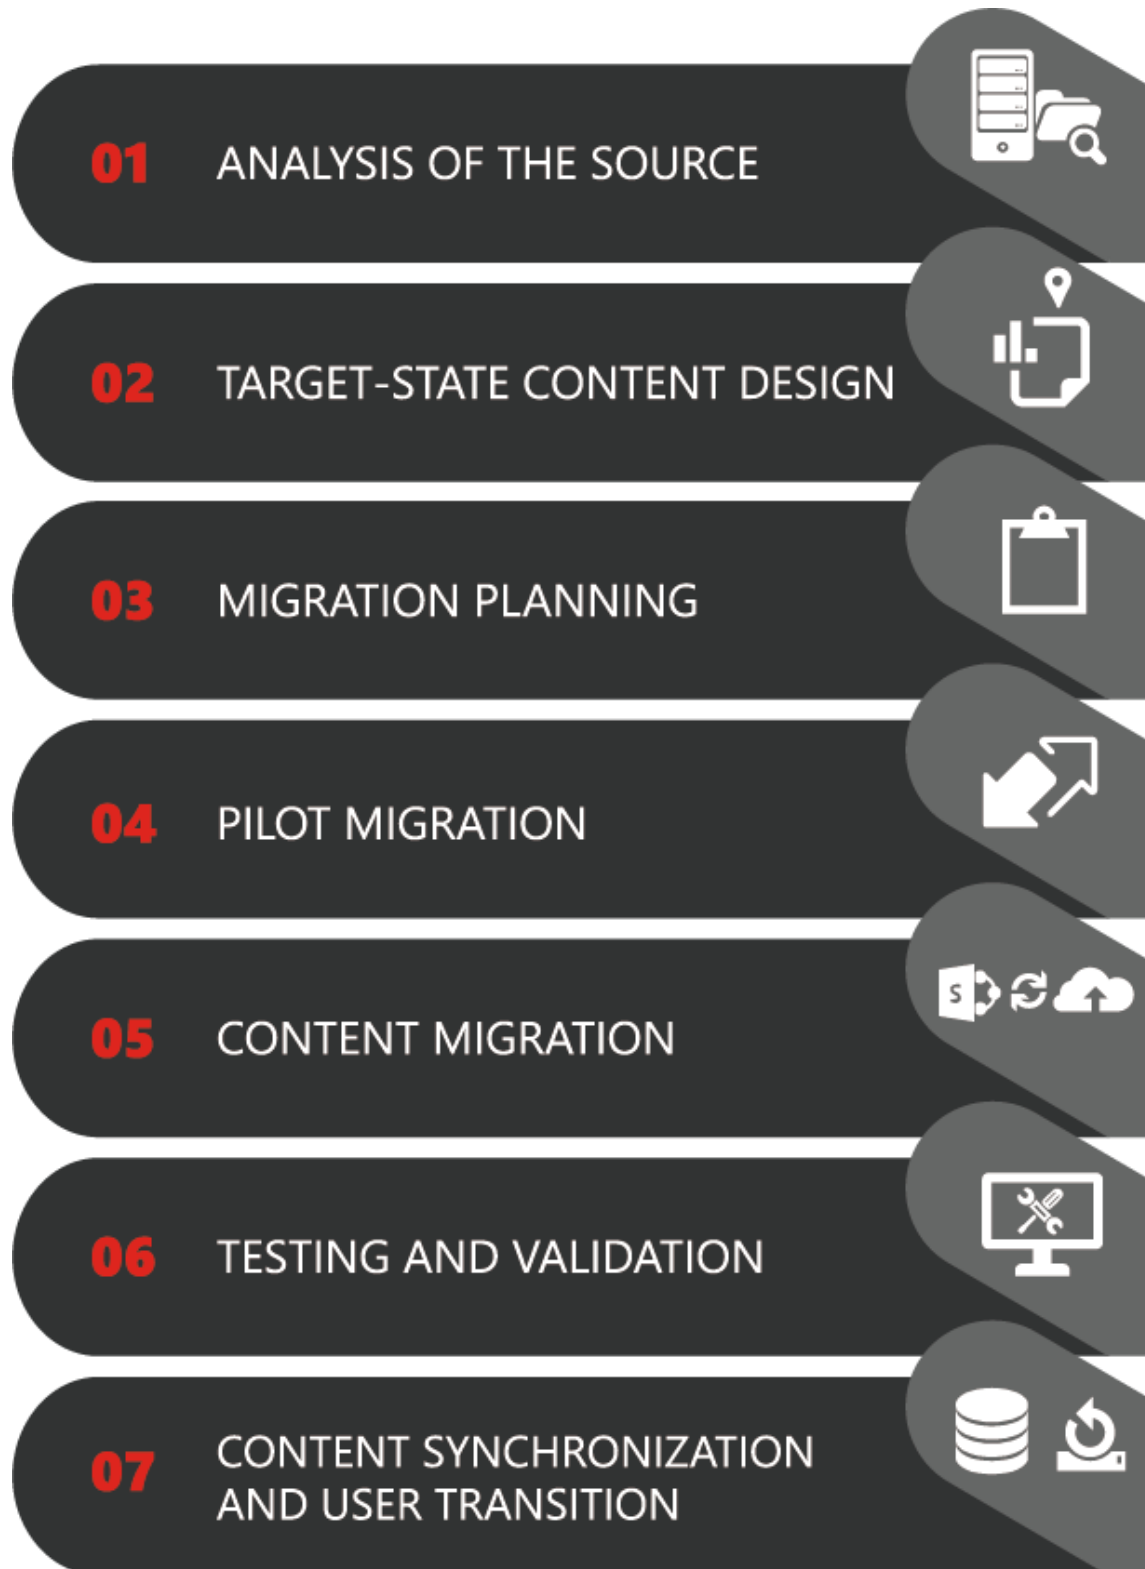 01 ANALYSIS OF THE SOURCE
02 TARGET-STATE CONTENT DESIGN
03 MIGRATION PLANNING
04 PILOT MIGRATION
05 CONTENT MIGRATION
S
06 TESTING AND VALIDATION
07 CONTENT SYNCHRONIZATION
AND USER TRANSITION